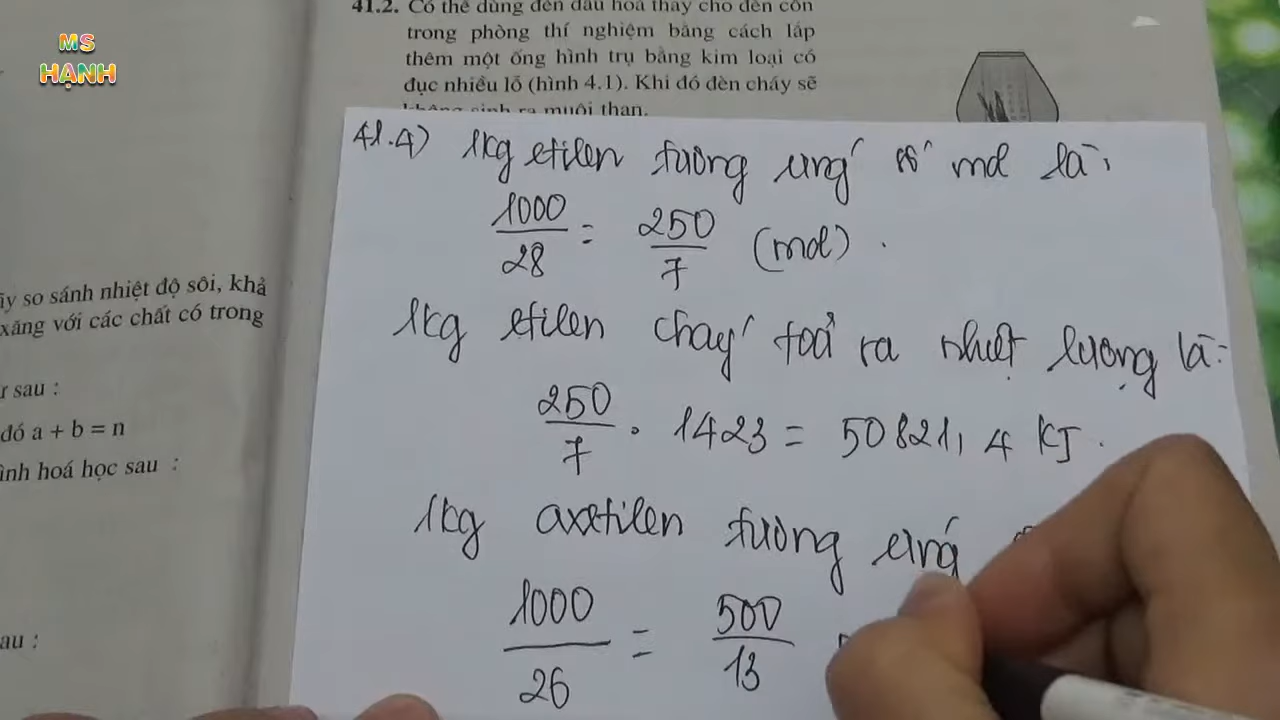 MS
HẠNH
41.2. Có thể dùng đèn dầu hoả thay cho đèn cồn
trong phòng thí nghiệm bằng cách lắp
thêm một ống hình trụ bằng kim loại có
đục nhiều lỗ (hình 4.1). Khi đó đèn cháy sẽ
không sinh ra muội than.
ãy so sánh nhiệt độ sôi, khả
xăng với các chất có trong
r sau :
đó a + b = n
ình hoá học sau :
au :
41.4) 1kg etilen tương ứng số mol là:
1000/28 = 250/7 (mol).
1kg etilen cháy toả ra nhiệt lượng là:
250/7 . 1423 = 50821,4 KJ.
1kg axetilen tương ứng
1000/26 = 500/13